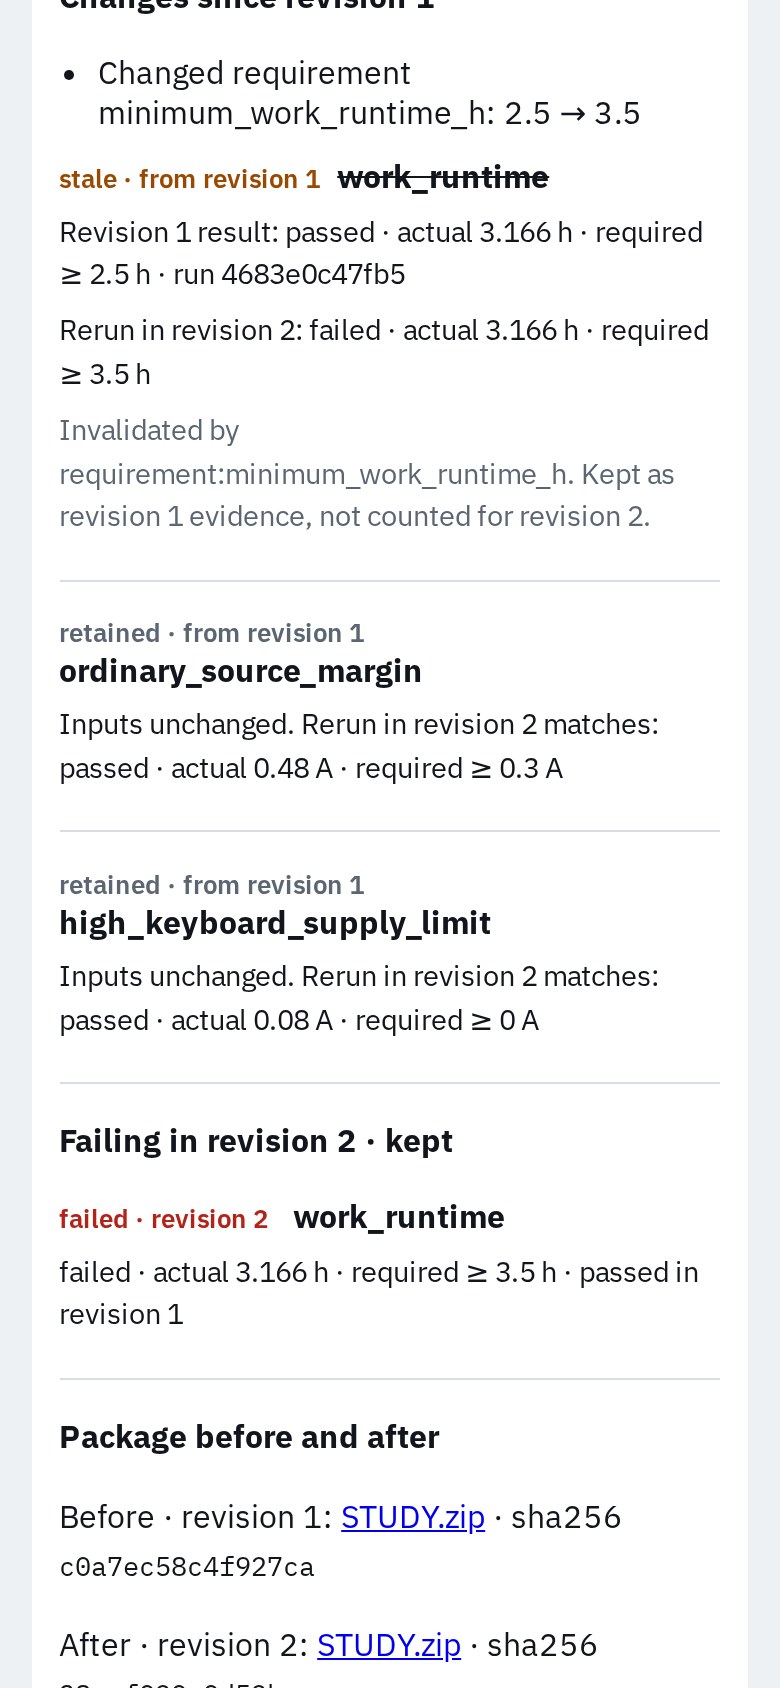 Changes since revision 1
• Changed requirement
minimum_work_runtime_h: 2.5 → 3.5
stale · from revision 1 work_runtime
Revision 1 result: passed · actual 3.166 h · required
≥ 2.5 h · run 4683e0c47fb5
Rerun in revision 2: failed · actual 3.166 h · required
≥ 3.5 h
Invalidated by
requirement:minimum_work_runtime_h. Kept as
revision 1 evidence, not counted for revision 2.
retained · from revision 1
ordinary_source_margin
Inputs unchanged. Rerun in revision 2 matches:
passed · actual 0.48 A · required ≥ 0.3 A
retained · from revision 1
high_keyboard_supply_limit
Inputs unchanged. Rerun in revision 2 matches:
passed · actual 0.08 A · required ≥ 0 A
Failing in revision 2 · kept
failed · revision 2 work_runtime
failed · actual 3.166 h · required ≥ 3.5 h · passed in
revision 1
Package before and after
Before · revision 1: STUDY.zip · sha256
c0a7ec58c4f927ca
After · revision 2: STUDY.zip · sha256